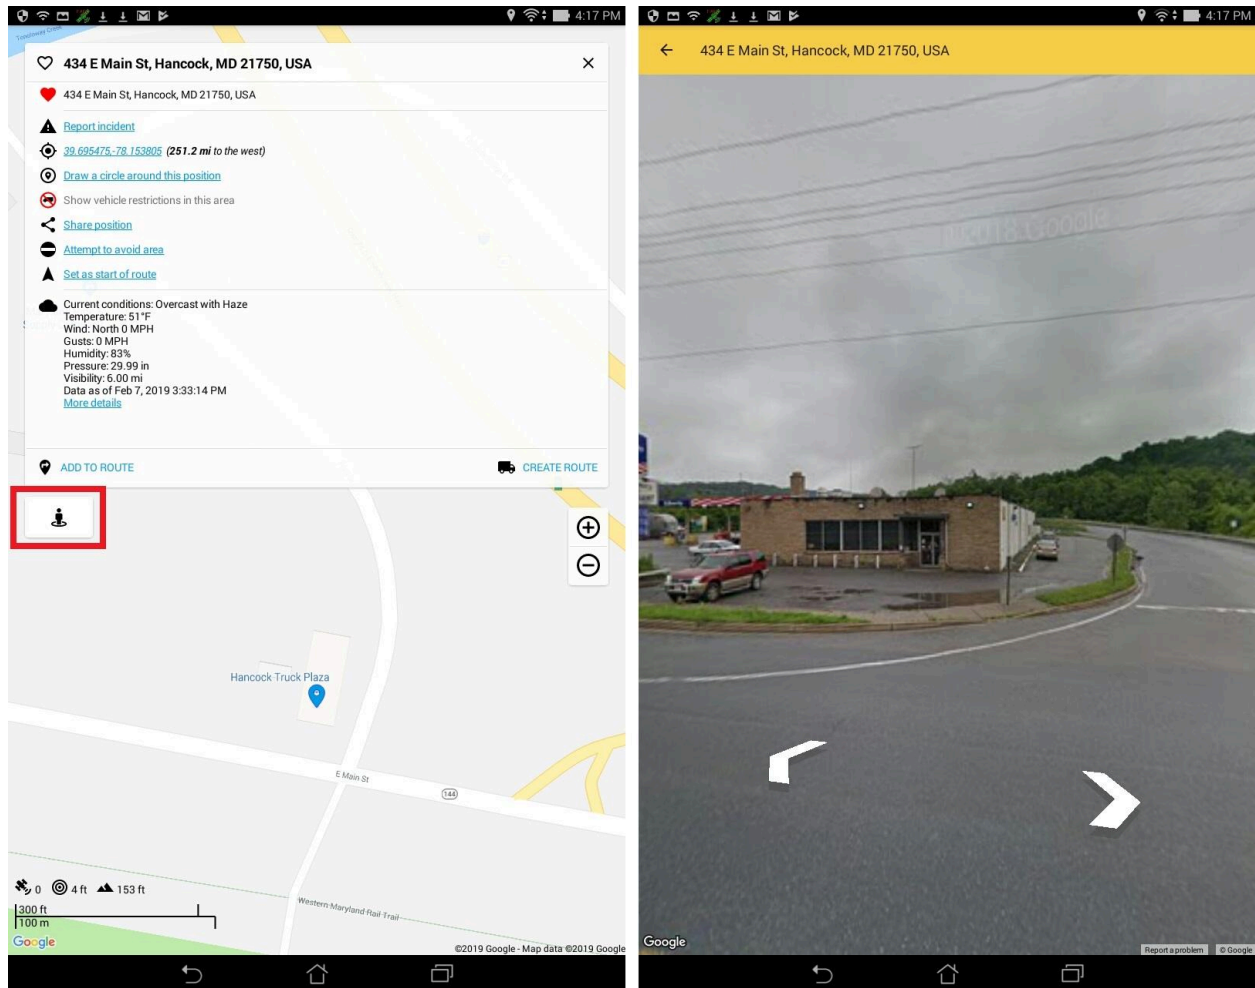 4:17 PM
Tonoloway Creek
434 E Main St, Hancock, MD 21750, USA
434 E Main St, Hancock, MD 21750, USA
Report incident
39.695475,-78.153805 (251.2 mi to the west)
Draw a circle around this position
Show vehicle restrictions in this area
Share position
Attempt to avoid area
Set as start of route
Current conditions: Overcast with Haze
Temperature: 51°F
Wind: North 0 MPH
Gusts: 0 MPH
Humidity: 83%
Pressure: 29.99 in
Visibility: 6.00 mi
Data as of Feb 7, 2019 3:33:14 PM
More details
ADD TO ROUTE
CREATE ROUTE
Hancock Truck Plaza
E Main St
144
Western Maryland Rail Trail
0 4 ft 153 ft
300 ft
100 m
Google
©2019 Google - Map data ©2019 Google
4:17 PM
434 E Main St, Hancock, MD 21750, USA
2018 Google
Google
Report a problem
© Google